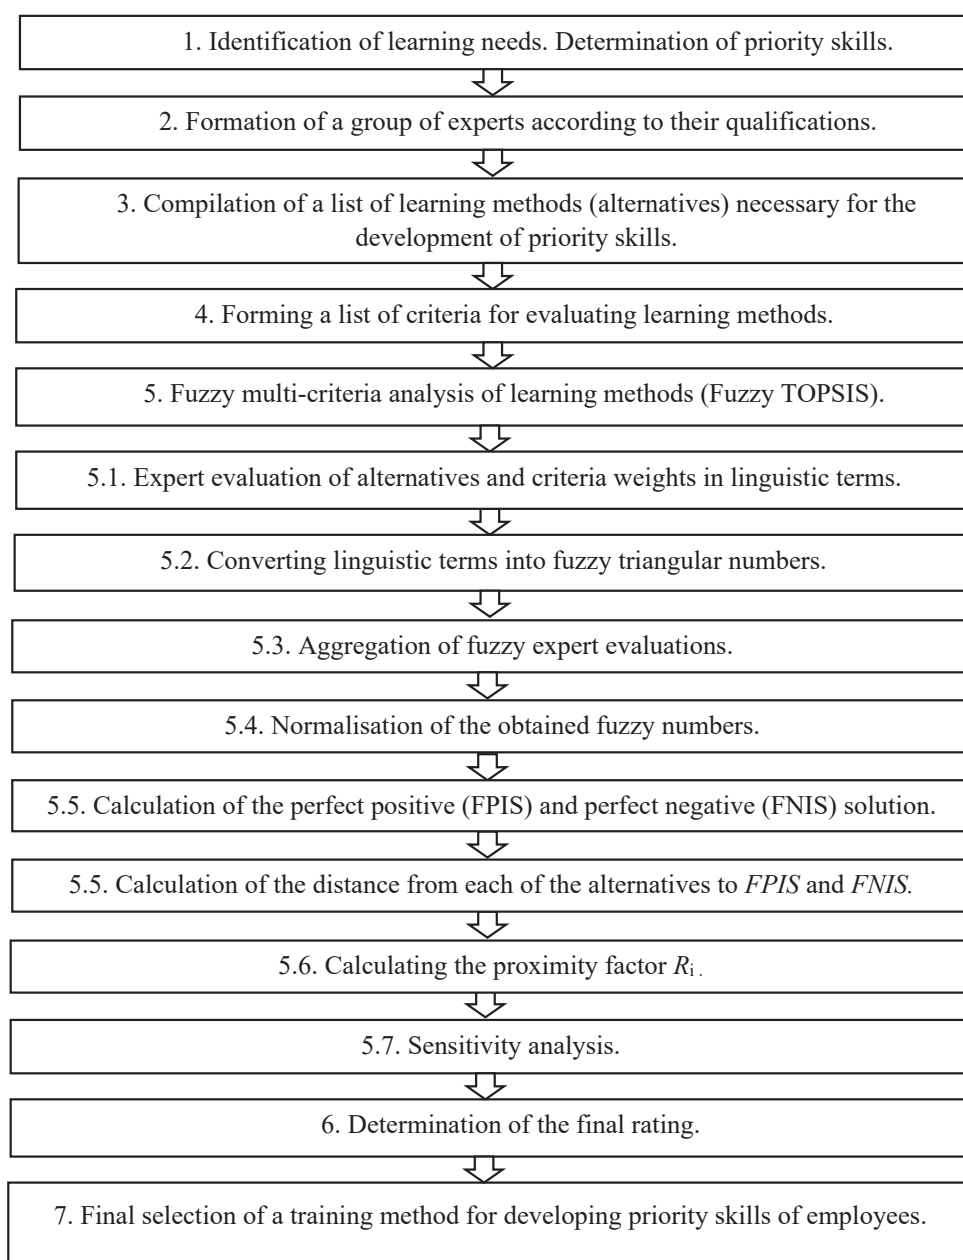 1. Identification of learning needs. Determination of priority skills.
2. Formation of a group of experts according to their qualifications.
3. Compilation of a list of learning methods (alternatives) necessary for the
development of priority skills.
4. Forming a list of criteria for evaluating learning methods.
5. Fuzzy multi-criteria analysis of learning methods (Fuzzy TOPSIS).
5.1. Expert evaluation of alternatives and criteria weights in linguistic terms.
5.2. Converting linguistic terms into fuzzy triangular numbers.
5.3. Aggregation of fuzzy expert evaluations.
5.4. Normalisation of the obtained fuzzy numbers.
5.5. Calculation of the perfect positive (FPIS) and perfect negative (FNIS) solution.
5.5. Calculation of the distance from each of the alternatives to FPIS and FNIS.
5.6. Calculating the proximity factor Ri .
5.7. Sensitivity analysis.
6. Determination of the final rating.
7. Final selection of a training method for developing priority skills of employees.